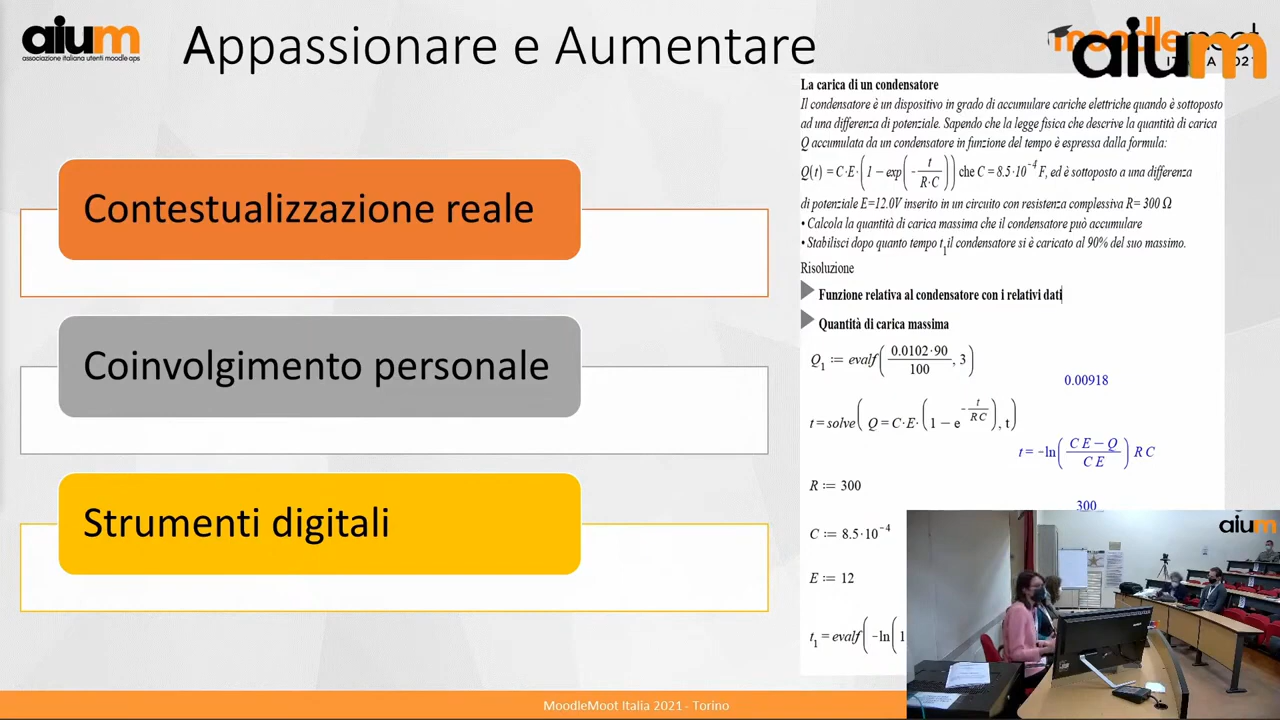 aium
associazione italiana utenti moodle aps
Appassionare e Aumentare
moodlemoot
aium
Contestualizzazione reale
Coinvolgimento personale
Strumenti digitali
La carica di un condensatore
Il condensatore è un dispositivo in grado di accumulare cariche elettriche quando è sottoposto
ad una differenza di potenziale. Sapendo che la legge fisica che descrive la quantità di carica
Q accumulata da un condensatore in funzione del tempo è espressa dalla formula:
Q(t) = C·E·(1 − exp(− t/(R·C))) che C = 8.5·10^-4 F, ed è sottoposto a una differenza
di potenziale E=12.0V inserito in un circuito con resistenza complessiva R= 300 Ω
• Calcola la quantità di carica massima che il condensatore può accumulare
• Stabilisci dopo quanto tempo t1 il condensatore si è caricato al 90% del suo massimo.
Risoluzione
Funzione relativa al condensatore con i relativi dati
Quantità di carica massima
Q1 := evalf(0.0102·90/100, 3)
0.00918
t = solve(Q = C·E·(1 − e^(−t/(R C))), t)
t = −ln((C E − Q)/(C E)) R C
R := 300
300
C := 8.5·10^-4
E := 12
t1 = evalf(−ln(1
aium
MoodleMoot Italia 2021 - Torino